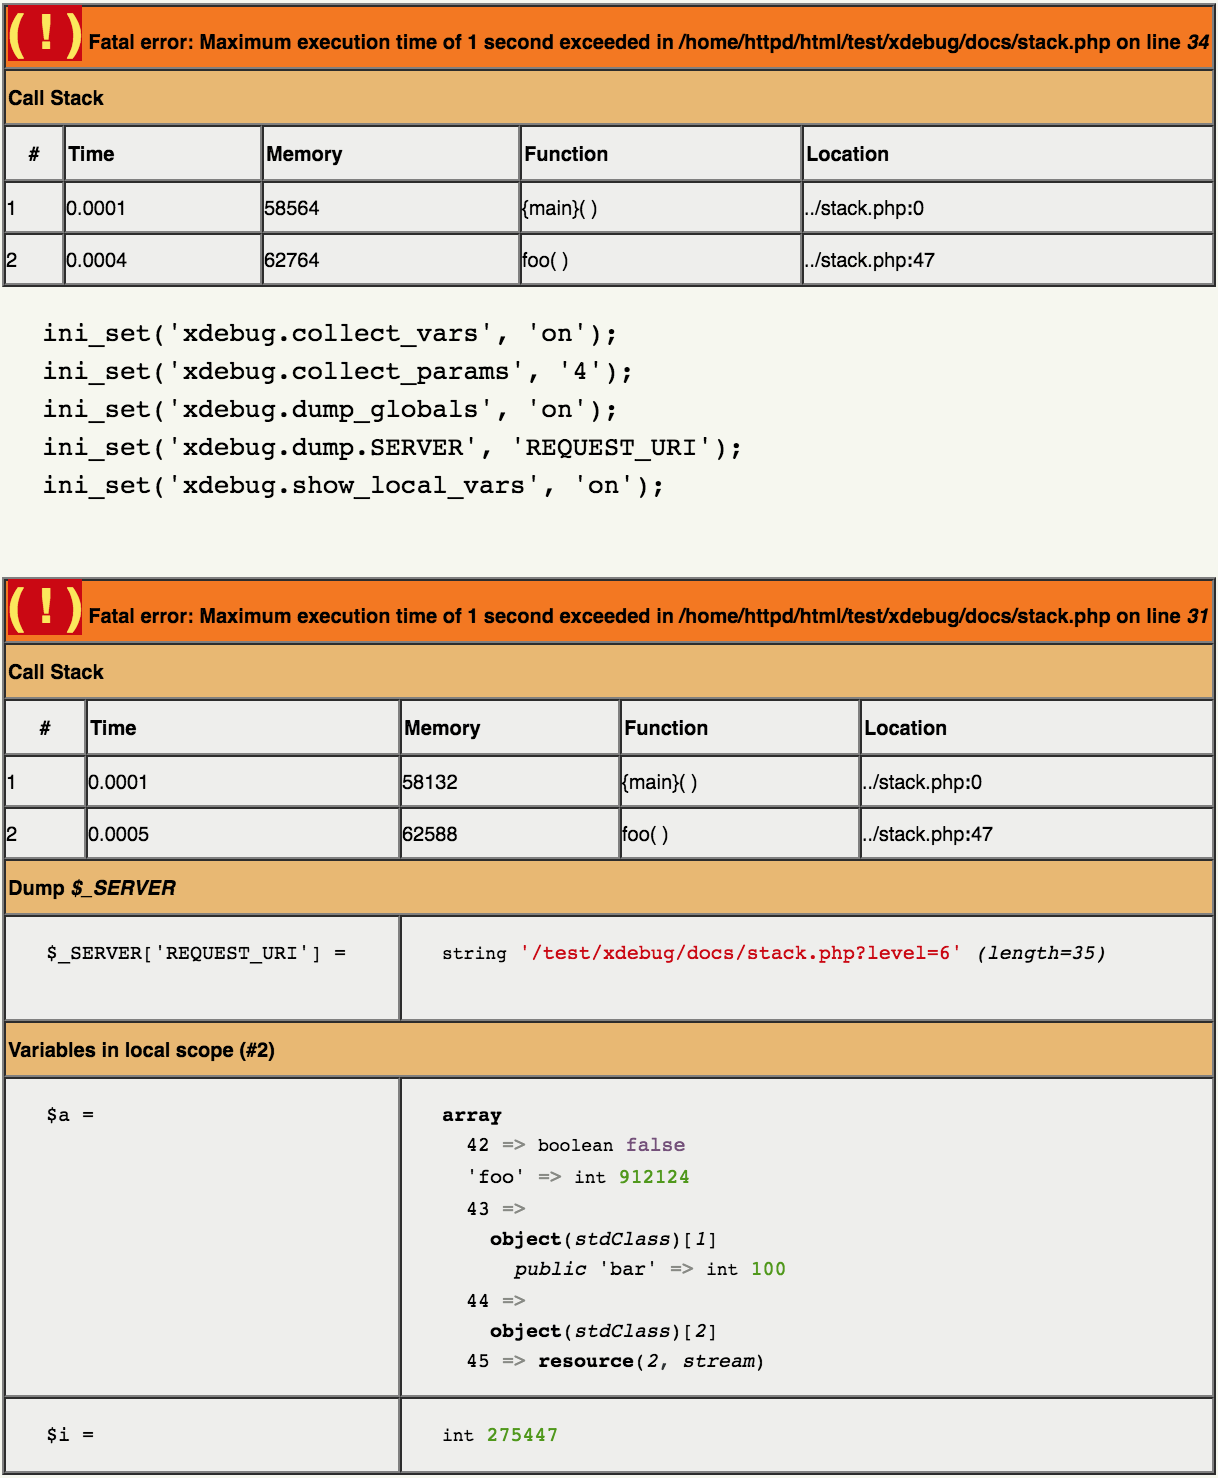 (!) Fatal error: Maximum execution time of 1 second exceeded in /home/httpd/html/test/xdebug/docs/stack.php on line 34
Call Stack
# Time Memory Function Location
1 0.0001 58564 {main}( ) ../stack.php:0
2 0.0004 62764 foo( ) ../stack.php:47
ini_set('xdebug.collect_vars', 'on');
ini_set('xdebug.collect_params', '4');
ini_set('xdebug.dump_globals', 'on');
ini_set('xdebug.dump.SERVER', 'REQUEST_URI');
ini_set('xdebug.show_local_vars', 'on');
(!) Fatal error: Maximum execution time of 1 second exceeded in /home/httpd/html/test/xdebug/docs/stack.php on line 31
Call Stack
# Time Memory Function Location
1 0.0001 58132 {main}( ) ../stack.php:0
2 0.0005 62588 foo( ) ../stack.php:47
Dump $_SERVER
$_SERVER['REQUEST_URI'] = string '/test/xdebug/docs/stack.php?level=6' (length=35)
Variables in local scope (#2)
$a = array
42 => boolean false
'foo' => int 912124
43 =>
object(stdClass)[1]
public 'bar' => int 100
44 =>
object(stdClass)[2]
45 => resource(2, stream)
$i = int 275447